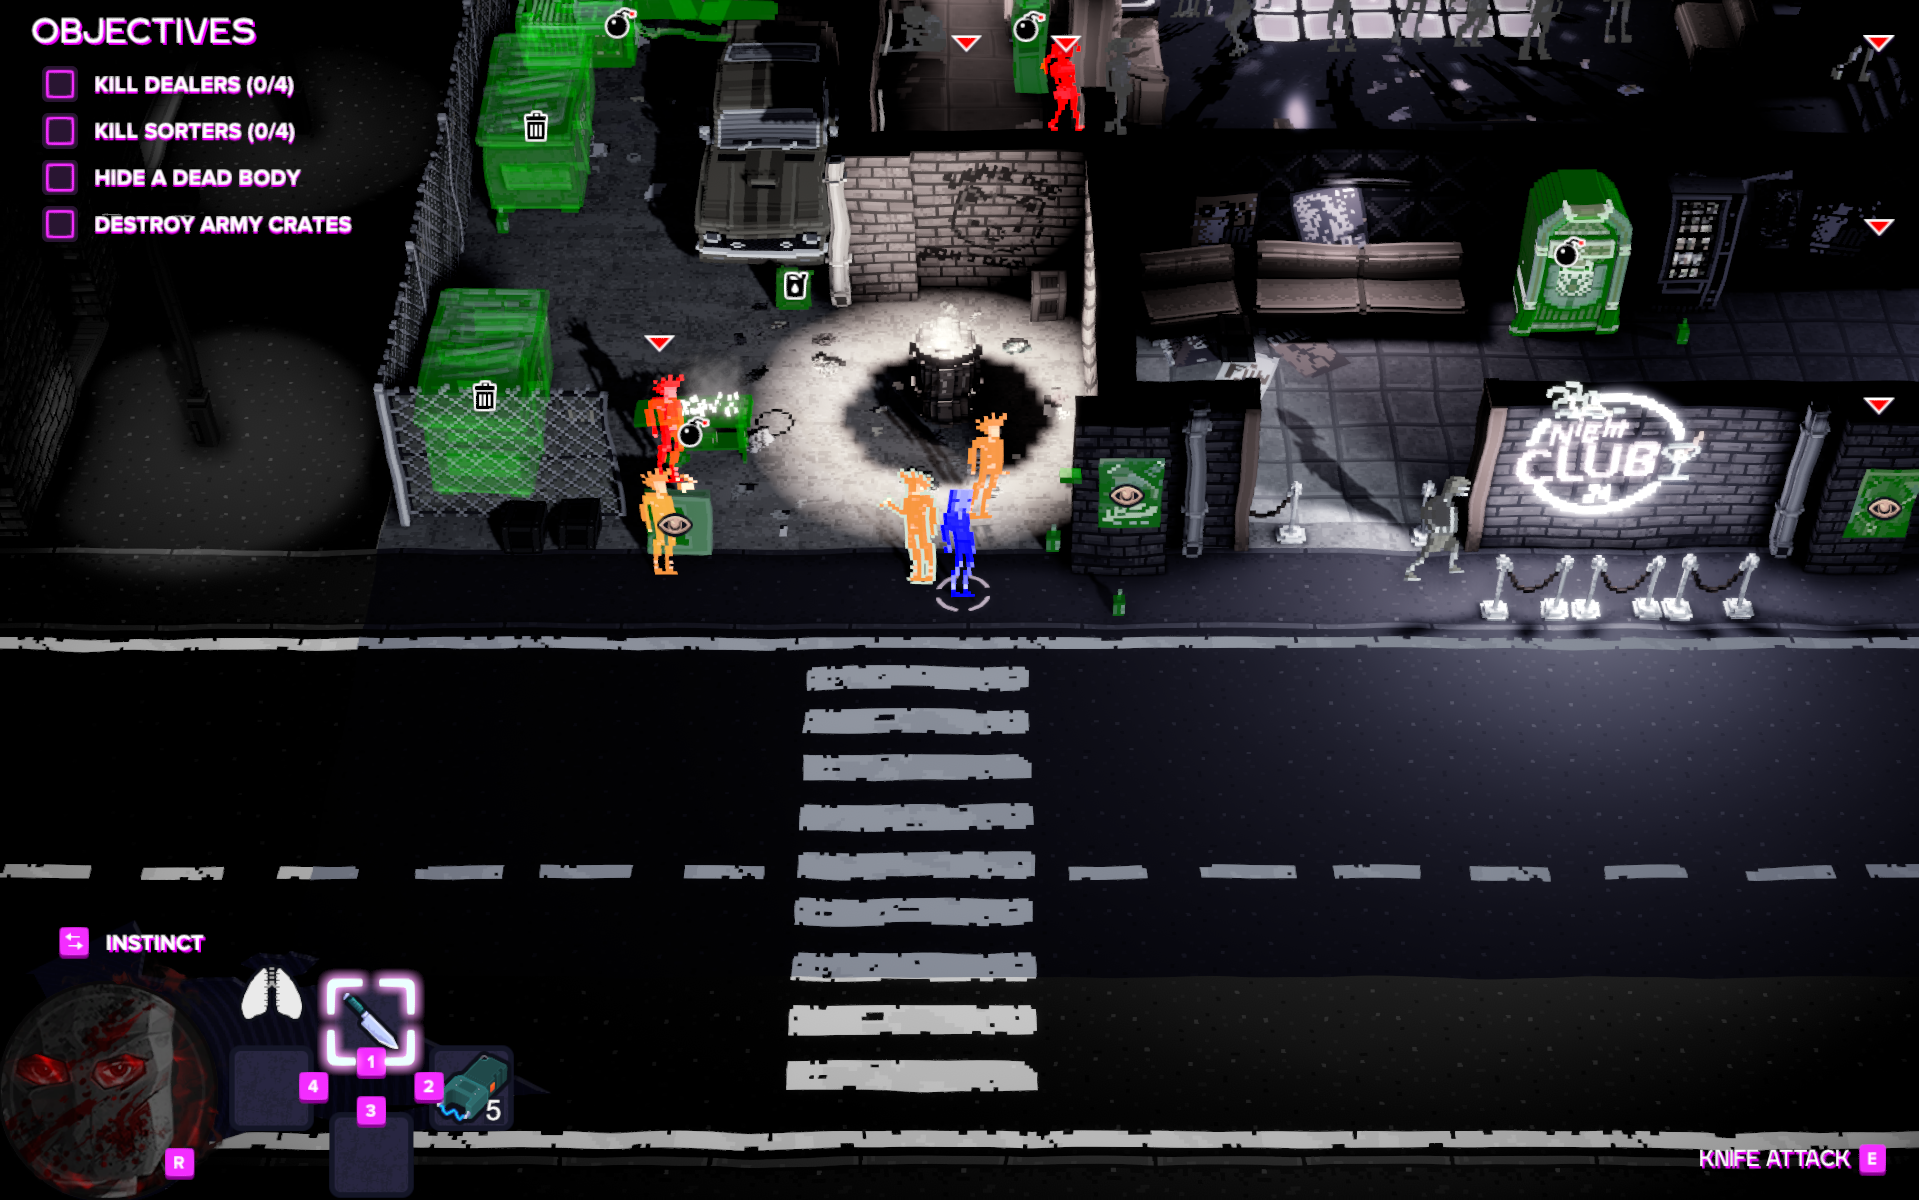 OBJECTIVES
KILL DEALERS (0/4)
KILL SORTERS (0/4)
HIDE A DEAD BODY
DESTROY ARMY CRATES
NIGHT
CLUB
INSTINCT
1
4
2
3
5
R
KNIFE ATTACK E